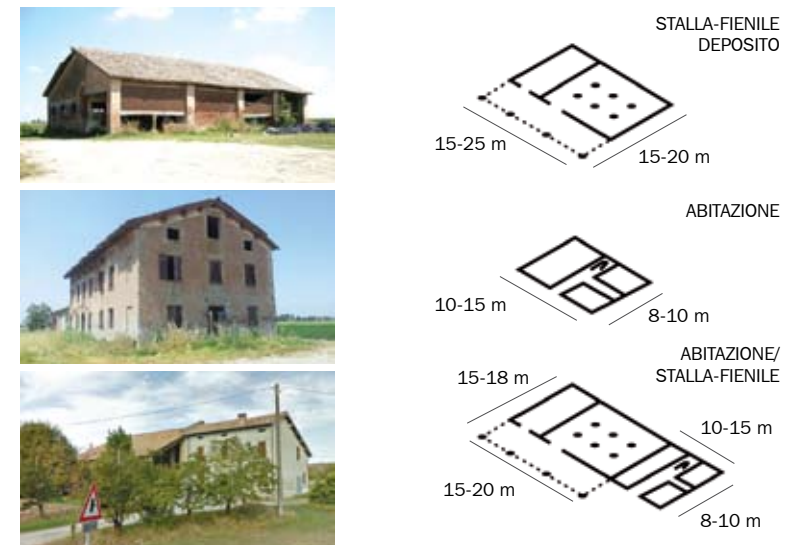 STALLA-FIENILE
DEPOSITO
15-25 m
15-20 m
ABITAZIONE
10-15 m
8-10 m
ABITAZIONE/
STALLA-FIENILE
15-18 m
10-15 m
15-20 m
8-10 m